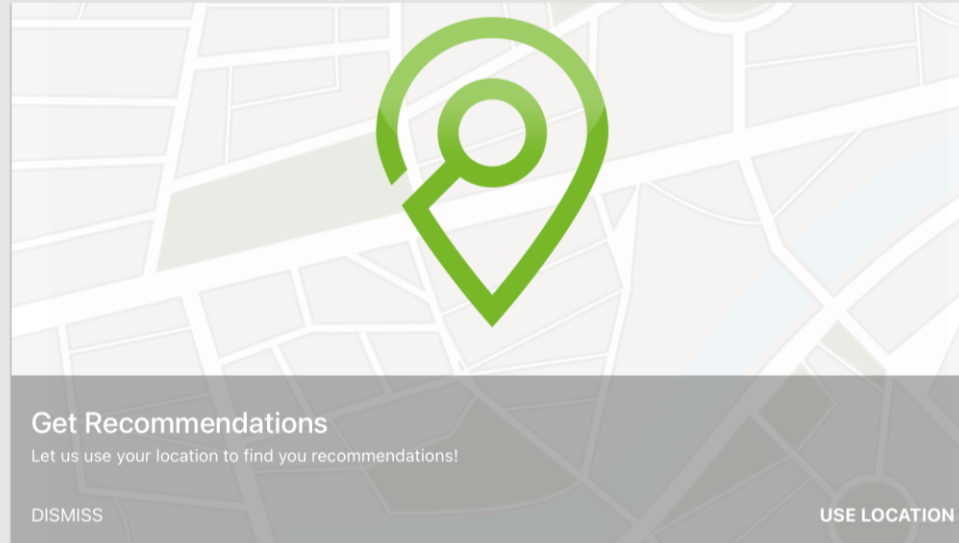 Get Recommendations
Let us use your location to find you recommendations!
DISMISS
USE LOCATION